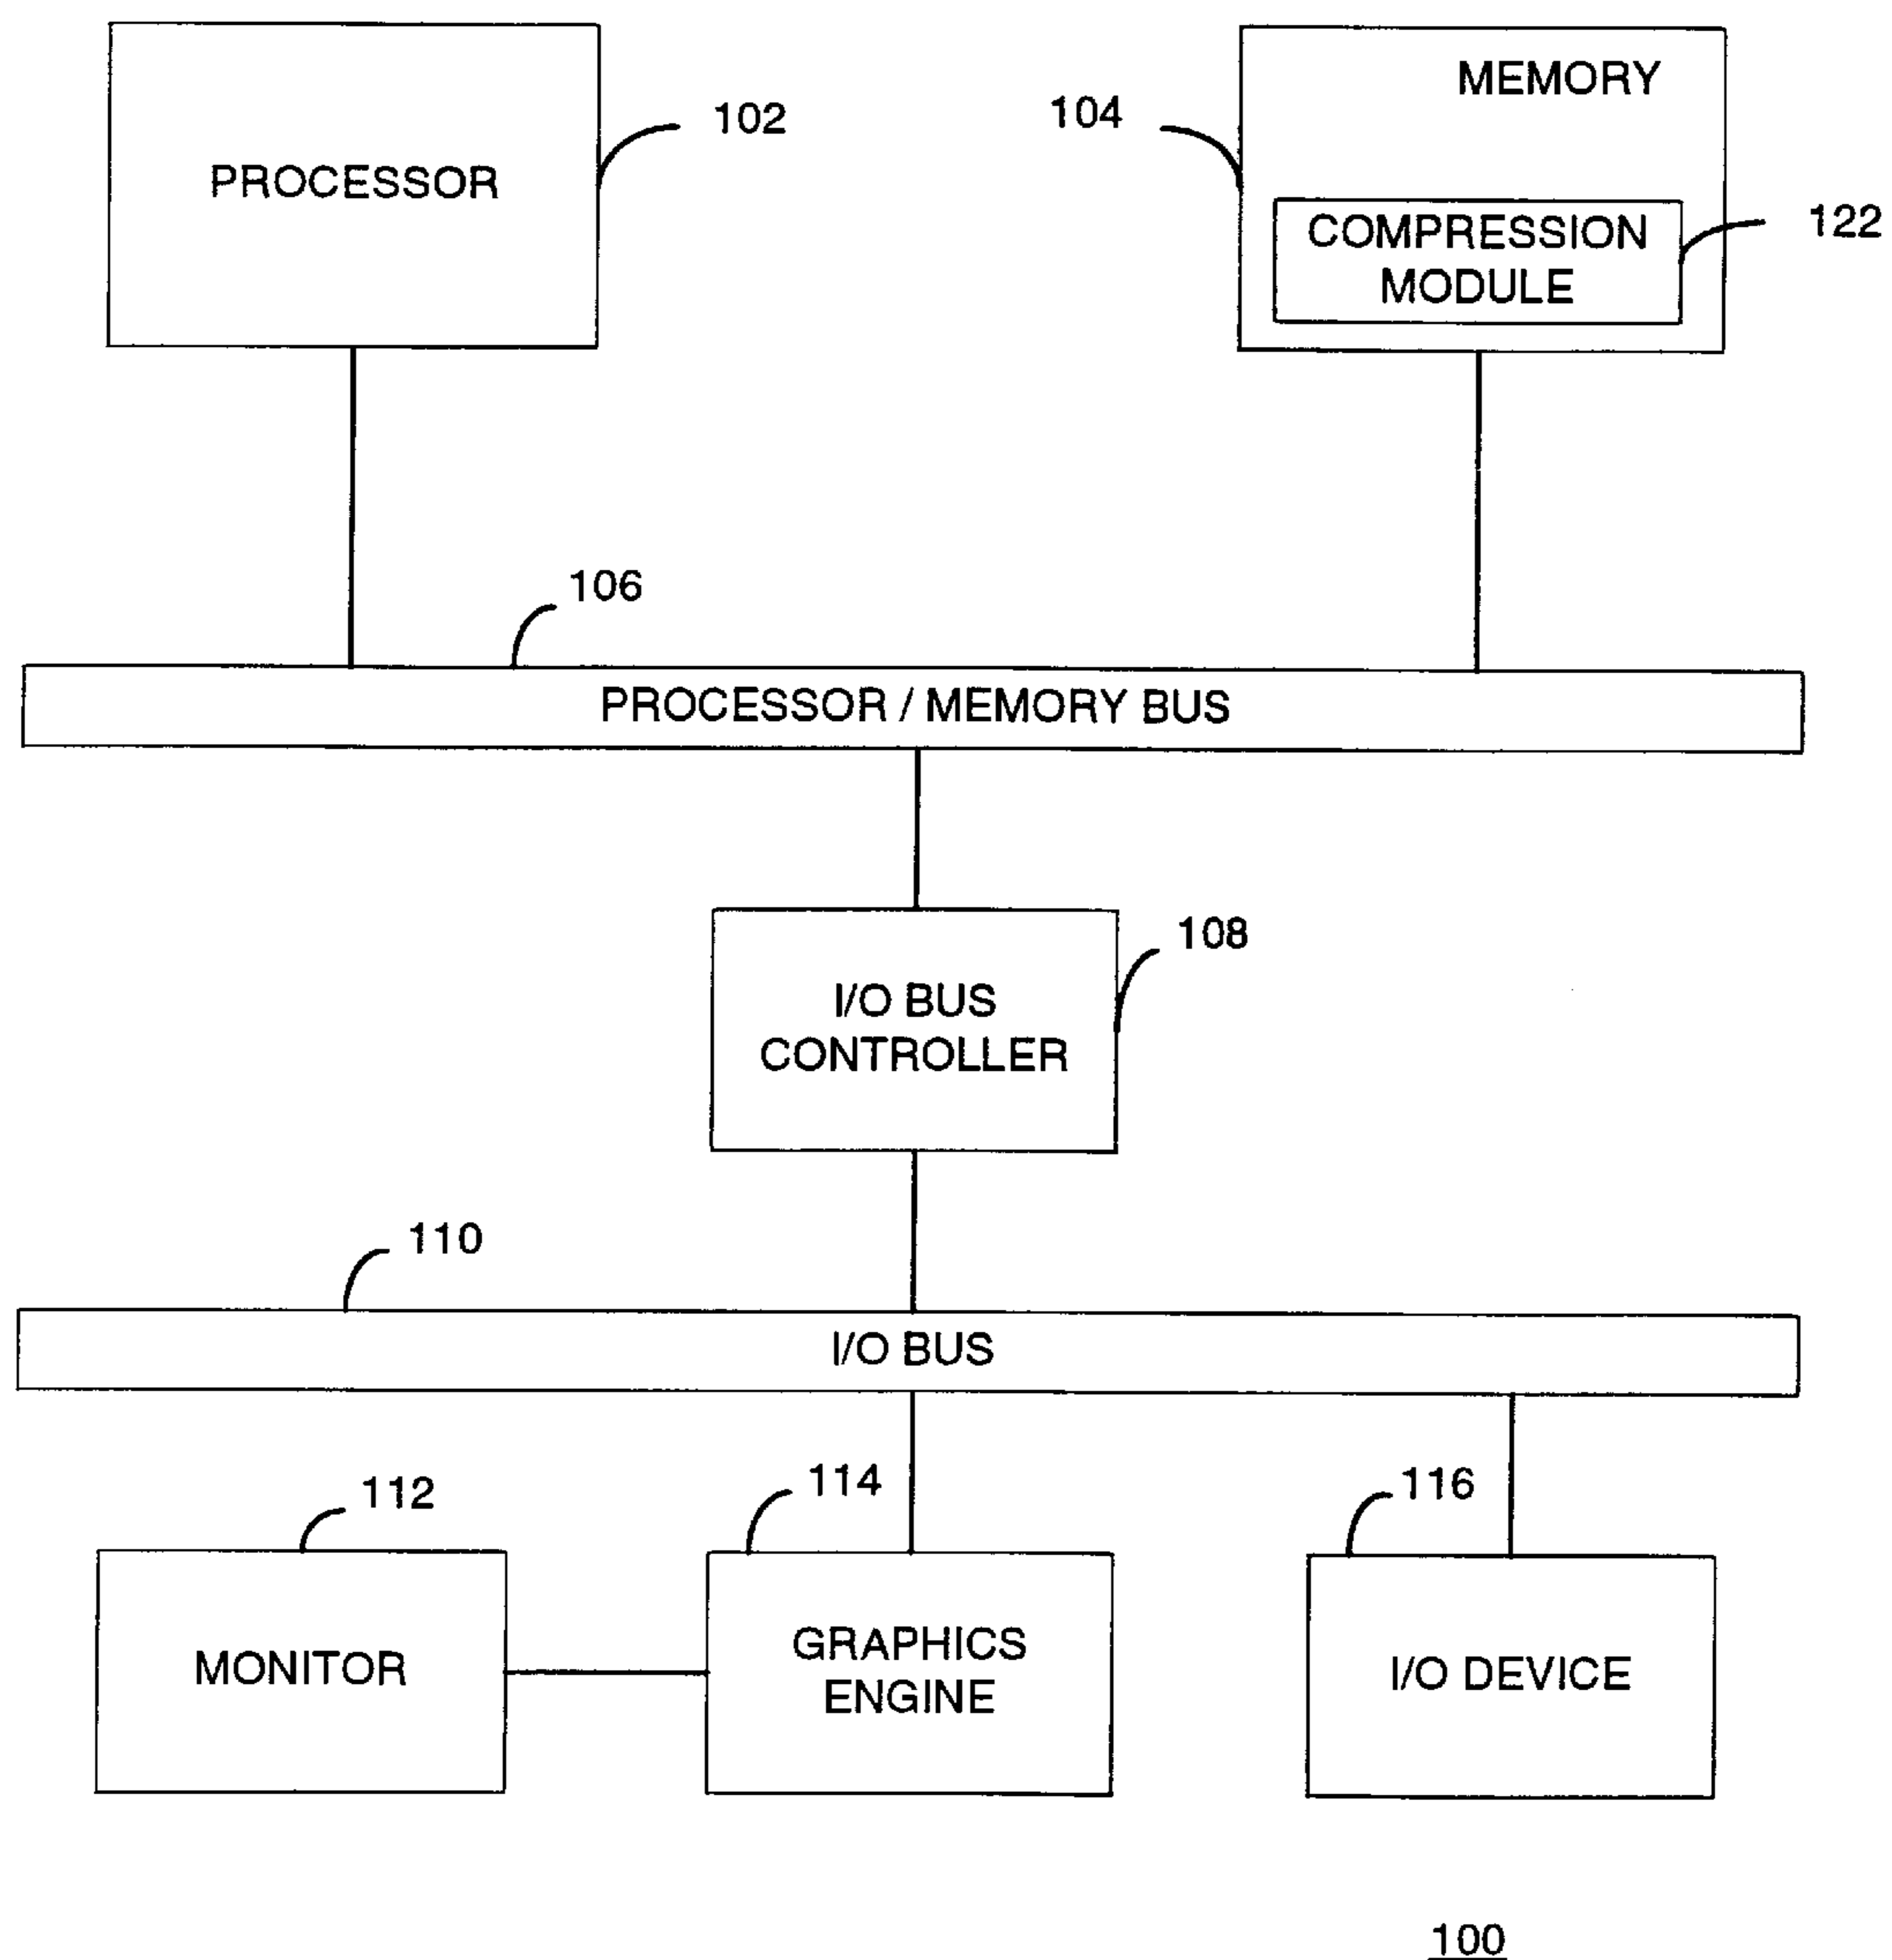 MEMORY
102
104
PROCESSOR
COMPRESSION
MODULE
122
106
PROCESSOR / MEMORY BUS
108
I/O BUS
CONTROLLER
110
I/O BUS
112
114
116
MONITOR
GRAPHICS
ENGINE
I/O DEVICE
100